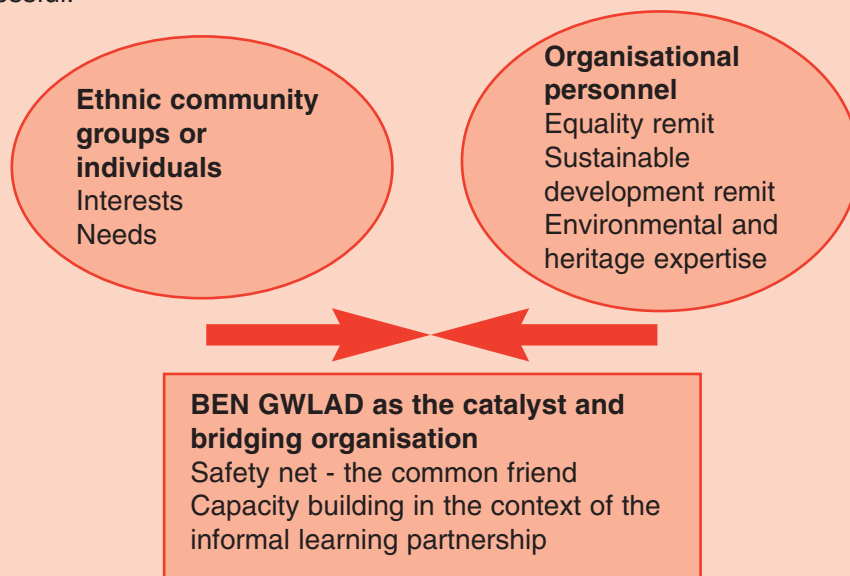 Ethnic community
groups or
individuals
Interests
Needs
Organisational
personnel
Equality remit
Sustainable
development remit
Environmental and
heritage expertise
BEN GWLAD as the catalyst and
bridging organisation
Safety net - the common friend
Capacity building in the context of the
informal learning partnership